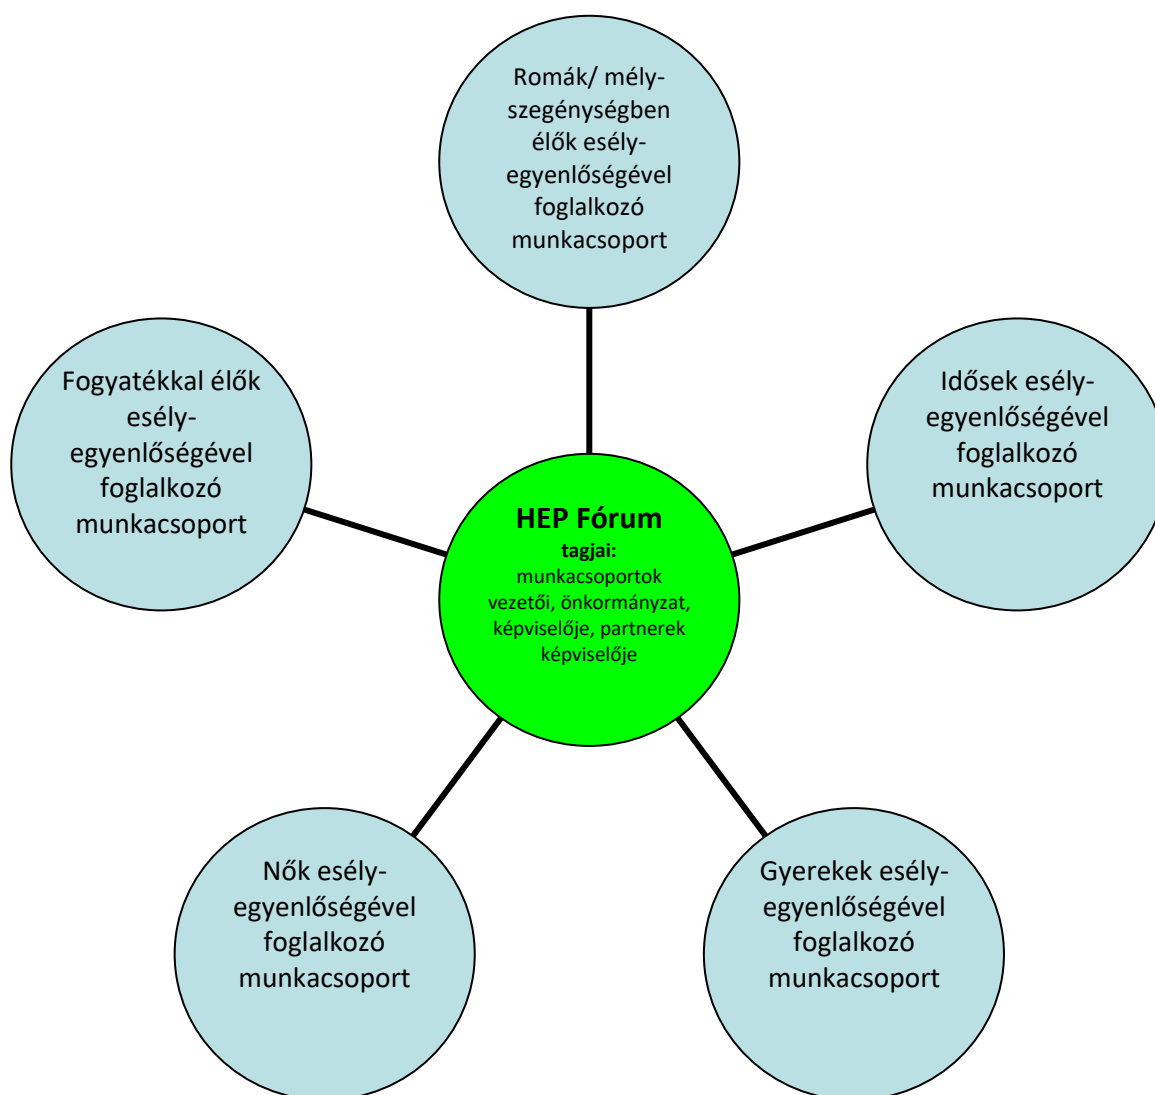 Romák/ mély-
szegénységben
élők esély-
egyenlőségével
foglalkozó
munkacsoport
Fogyatékkal élők
esély-
egyenlőségével
foglalkozó
munkacsoport
Idősek esély-
egyenlőségével
foglalkozó
munkacsoport
HEP Fórum
tagjai:
munkacsoportok
vezetői, önkormányzat,
képviselője, partnerek
képviselője
Nők esély-
egyenlőségével
foglalkozó
munkacsoport
Gyerekek esély-
egyenlőségével
foglalkozó
munkacsoport